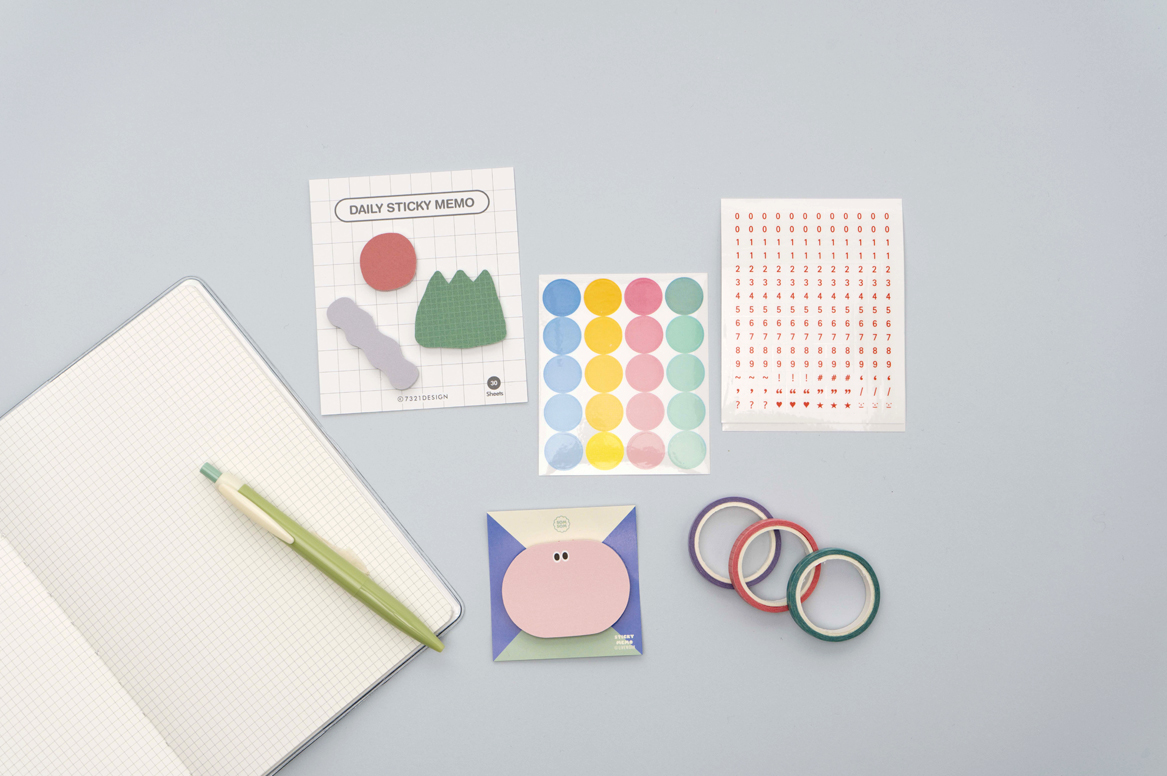 DAILY STICKY MEMO
30
Sheets
©7321DESIGN
0 0 0 0 0 0 0 0 0 0 0 0
0 0 0 0 0 0 0 0 0 0 0 0
1 1 1 1 1 1 1 1 1 1 1 1
1 1 1 1 1 1 1 1 1 1 1 1
2 2 2 2 2 2 2 2 2 2 2 2
3 3 3 3 3 3 3 3 3 3 3 3
4 4 4 4 4 4 4 4 4 4 4 4
5 5 5 5 5 5 5 5 5 5 5 5
6 6 6 6 6 6 6 6 6 6 6 6
7 7 7 7 7 7 7 7 7 7 7 7
8 8 8 8 8 8 8 8 8 8 8 8
9 9 9 9 9 9 9 9 9 9 9 9
~ ~ ~ ! ! ! # # # ‘ ‘ ‘
’ ’ ’ “ “ “ ” ” ” / / /
? ? ? ♥ ♥ ♥ ★ ★ ★
STICKY
MEMO